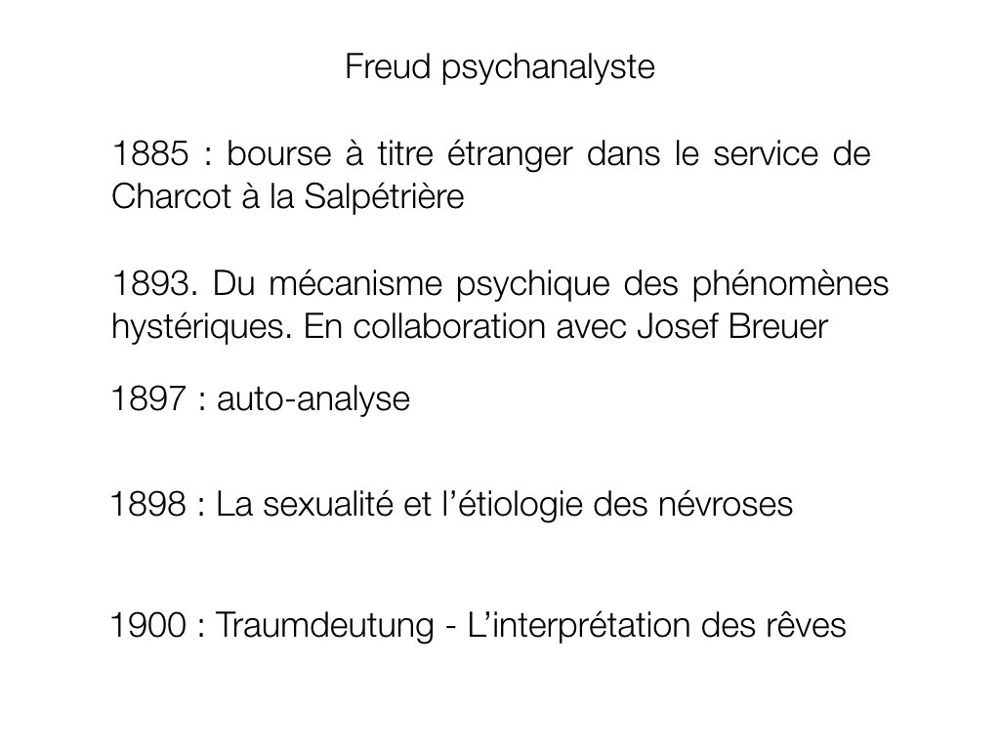 Freud psychanalyste
1885 : bourse à titre étranger dans le service de
Charcot à la Salpétrière
1893. Du mécanisme psychique des phénomènes
hystériques. En collaboration avec Josef Breuer
1897 : auto-analyse
1898 : La sexualité et l’étiologie des névroses
1900 : Traumdeutung - L’interprétation des rêves